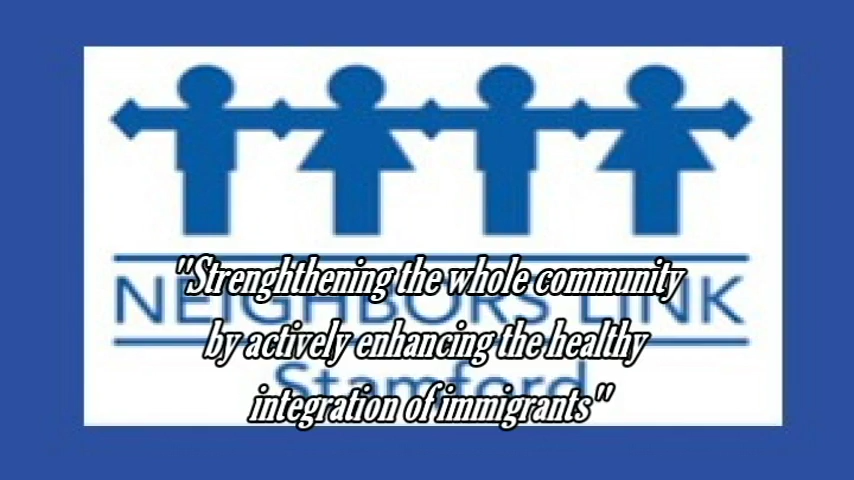 "Strenghthening the whole community
NEIGHBORS LINK
by actively enhancing the healthy
Stamford
integration of immigrants"